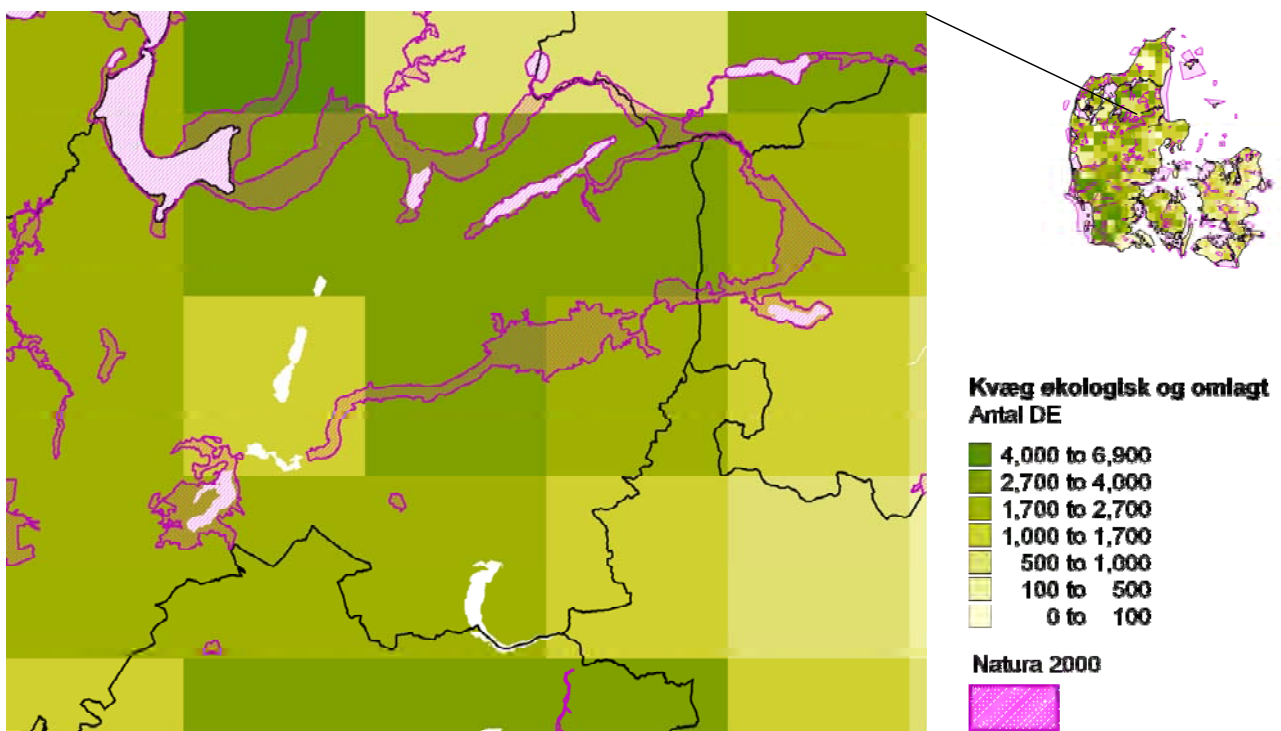 Kvæg økologisk og omlagt
Antal DE
4,000 to 6,900
2,700 to 4,000
1,700 to 2,700
1,000 to 1,700
500 to 1,000
100 to 500
0 to 100
Natura 2000